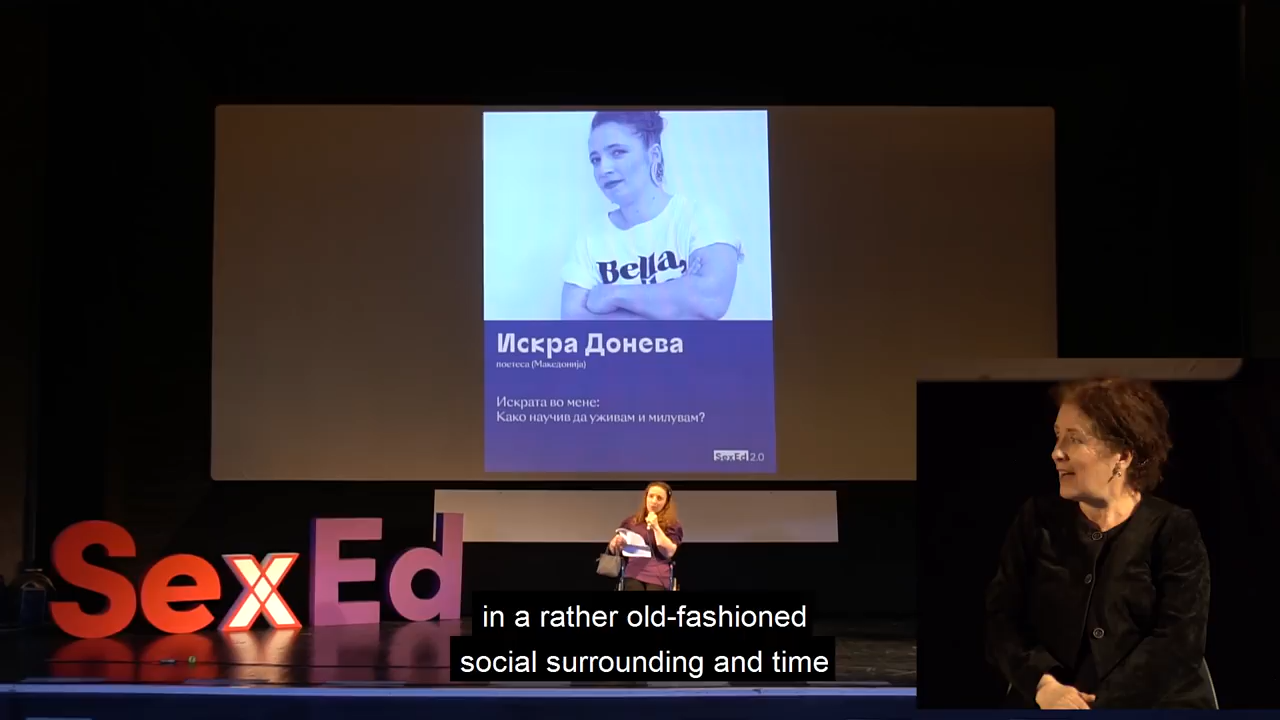 Bella,
Искра Донева
поетеса (Македонија)
Искрата во мене:
Како научив да уживам и милувам?
SexEd 2.0
SexEd
in a rather old-fashioned
social surrounding and time